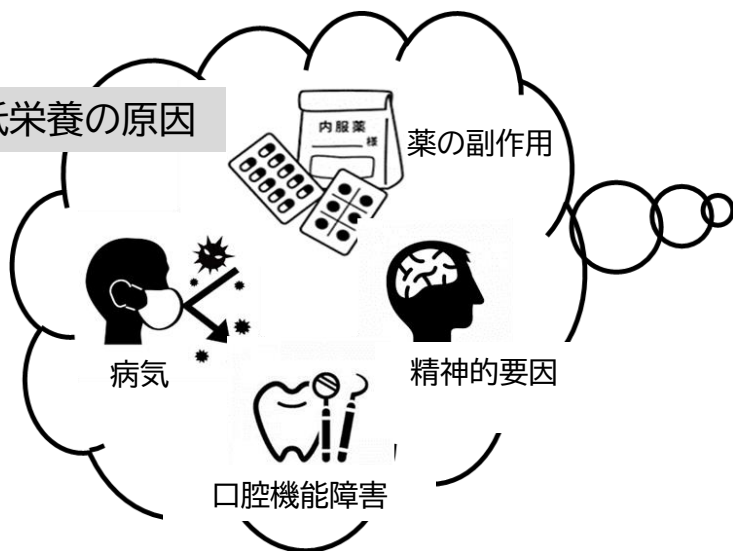 低栄養の原因
内服薬
様
薬の副作用
病気
精神的要因
口腔機能障害